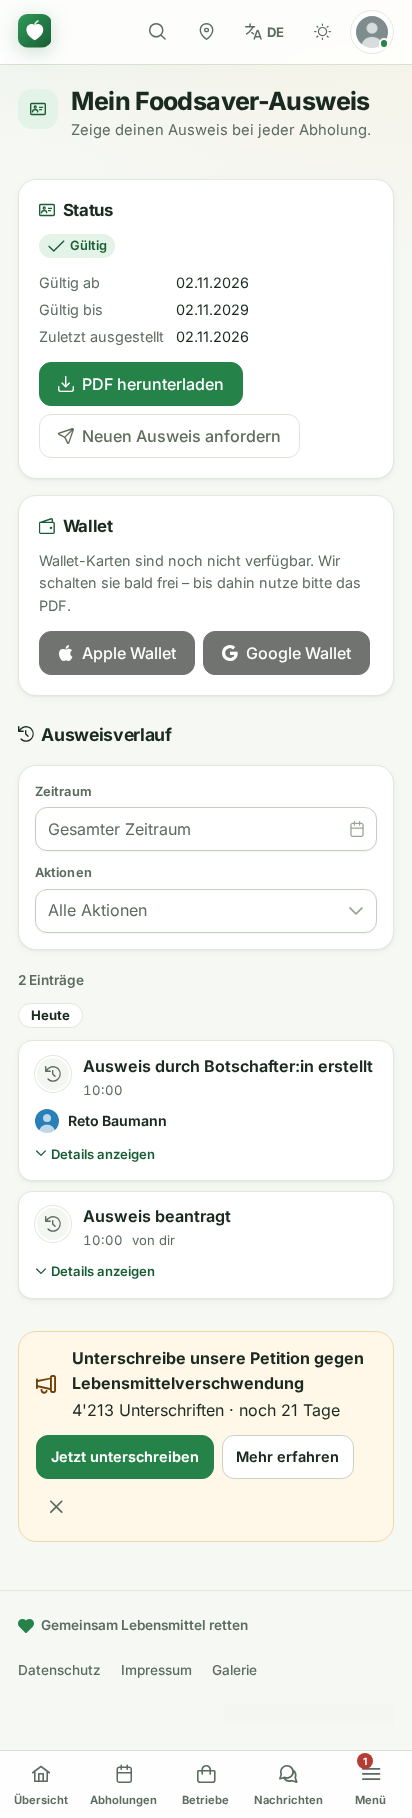 DE
Mein Foodsaver-Ausweis
Zeige deinen Ausweis bei jeder Abholung.
Status
Gültig
Gültig ab 02.11.2026
Gültig bis 02.11.2029
Zuletzt ausgestellt 02.11.2026
PDF herunterladen
Neuen Ausweis anfordern
Wallet
Wallet-Karten sind noch nicht verfügbar. Wir
schalten sie bald frei – bis dahin nutze bitte das
PDF.
Apple Wallet Google Wallet
Ausweisverlauf
Zeitraum
Gesamter Zeitraum
Aktionen
Alle Aktionen
2 Einträge
Heute
Ausweis durch Botschafter:in erstellt
10:00
Reto Baumann
Details anzeigen
Ausweis beantragt
10:00 von dir
Details anzeigen
Unterschreibe unsere Petition gegen
Lebensmittelverschwendung
4'213 Unterschriften · noch 21 Tage
Jetzt unterschreiben Mehr erfahren
Gemeinsam Lebensmittel retten
Datenschutz Impressum Galerie
1
Übersicht Abholungen Betriebe Nachrichten Menü